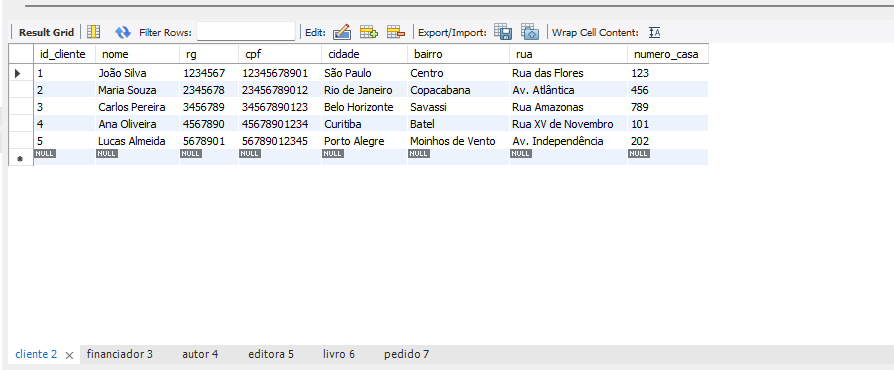 Result Grid Filter Rows: Edit: Export/Import: Wrap Cell Content: IA
id_cliente nome rg cpf cidade bairro rua numero_casa
1 João Silva 1234567 12345678901 São Paulo Centro Rua das Flores 123
2 Maria Souza 2345678 23456789012 Rio de Janeiro Copacabana Av. Atlântica 456
3 Carlos Pereira 3456789 34567890123 Belo Horizonte Savassi Rua Amazonas 789
4 Ana Oliveira 4567890 45678901234 Curitiba Batel Rua XV de Novembro 101
5 Lucas Almeida 5678901 56789012345 Porto Alegre Moinhos de Vento Av. Independência 202
NULL NULL NULL NULL NULL NULL NULL NULL
cliente 2 financiador 3 autor 4 editora 5 livro 6 pedido 7